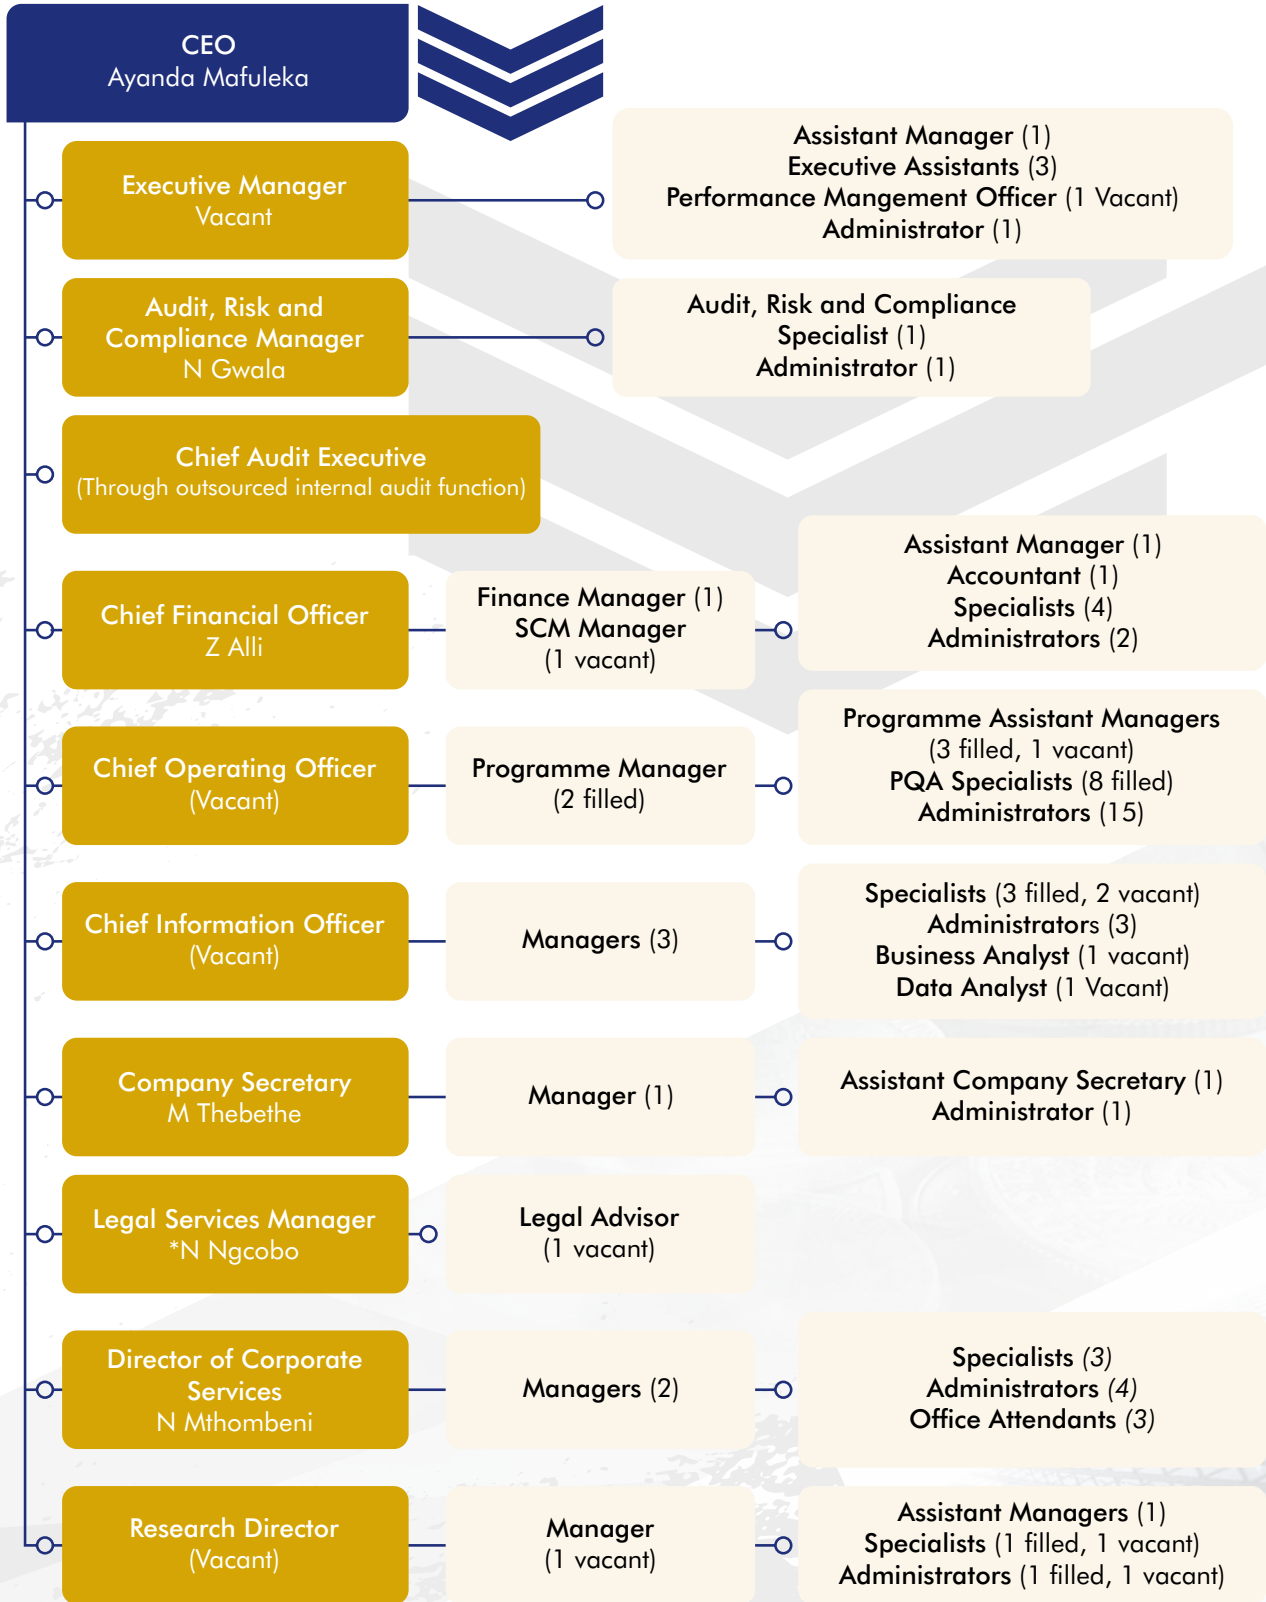 CEO
Ayanda Mafuleka
Executive Manager
Vacant
Assistant Manager (1)
Executive Assistants (3)
Performance Mangement Officer (1 Vacant)
Administrator (1)
Audit, Risk and
Compliance Manager
N Gwala
Audit, Risk and Compliance
Specialist (1)
Administrator (1)
Chief Audit Executive
(Through outsourced internal audit function)
Chief Financial Officer
Z Alli
Finance Manager (1)
SCM Manager
(1 vacant)
Assistant Manager (1)
Accountant (1)
Specialists (4)
Administrators (2)
Chief Operating Officer
(Vacant)
Programme Manager
(2 filled)
Programme Assistant Managers
(3 filled, 1 vacant)
PQA Specialists (8 filled)
Administrators (15)
Chief Information Officer
(Vacant)
Managers (3)
Specialists (3 filled, 2 vacant)
Administrators (3)
Business Analyst (1 vacant)
Data Analyst (1 Vacant)
Company Secretary
M Thebethe
Manager (1)
Assistant Company Secretary (1)
Administrator (1)
Legal Services Manager
*N Ngcobo
Legal Advisor
(1 vacant)
Director of Corporate
Services
N Mthombeni
Managers (2)
Specialists (3)
Administrators (4)
Office Attendants (3)
Research Director
(Vacant)
Manager
(1 vacant)
Assistant Managers (1)
Specialists (1 filled, 1 vacant)
Administrators (1 filled, 1 vacant)